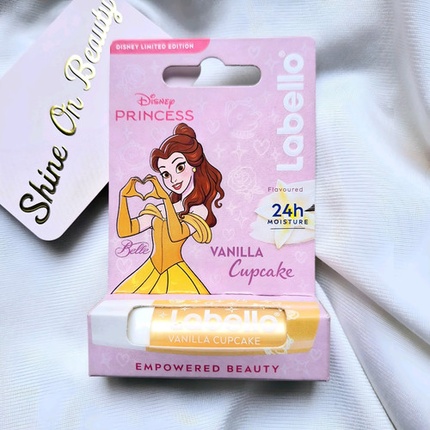 Shine On Beauty
DISNEY LIMITED EDITION
Disney
PRINCESS
Labello
Flavoured
24h
MOISTURE
Belle
VANILLA
Cupcake
Labello
VANILLA CUPCAKE
EMPOWERED BEAUTY